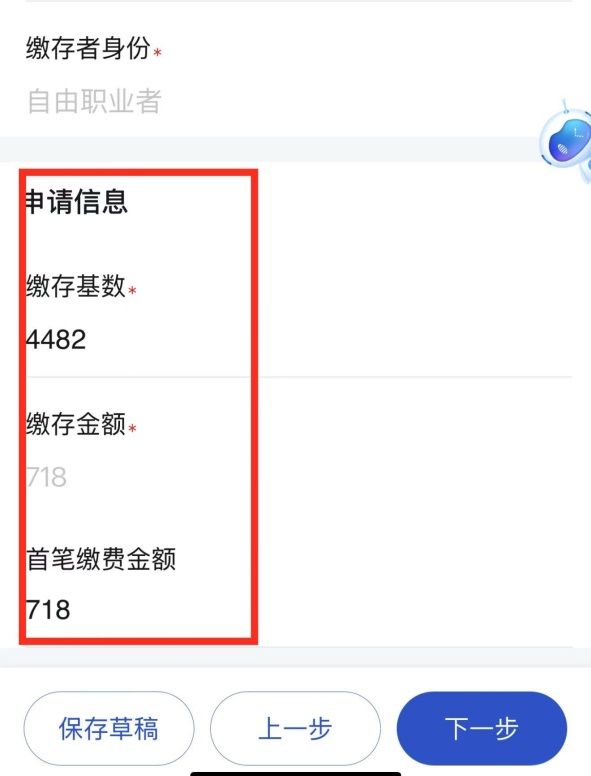 缴存者身份*
自由职业者
申请信息
缴存基数*
4482
缴存金额*
718
首笔缴费金额
718
保存草稿
上一步
下一步